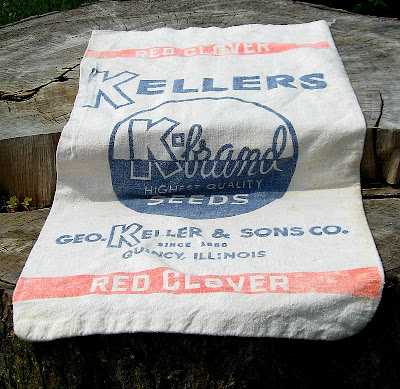 RED CLOVER
KELLERS
K-brand
HIGHEST QUALITY
SEEDS
GEO. KELLER & SONS CO.
SINCE 1880
QUINCY, ILLINOIS
RED CLOVER